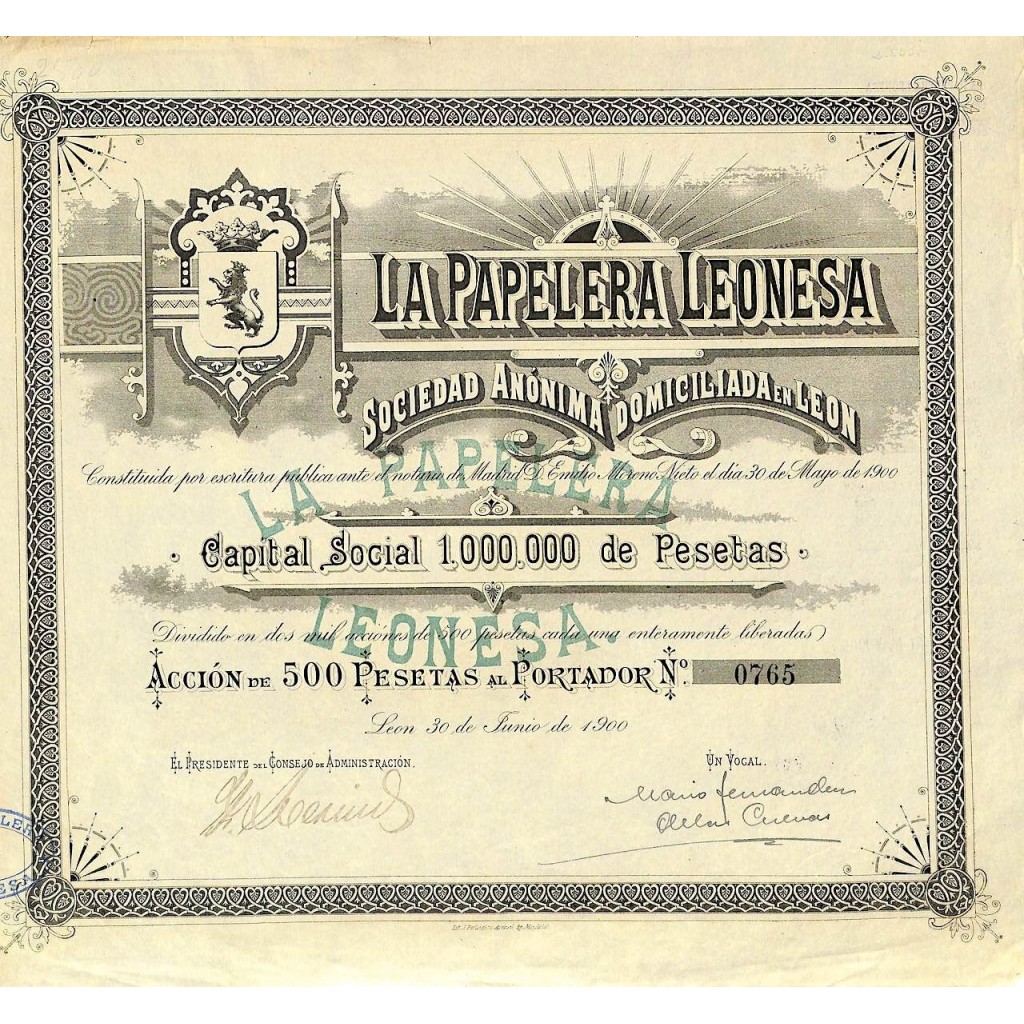 LA PAPELERA LEONESA
SOCIEDAD ANÓNIMA DOMICILIADA EN LEON
Constituida por escritura pública ante el notario de Madrid D. Emilio Moreno Nieto el día 30 de Mayo de 1900
LA PAPELERA
Capital Social 1.000.000 de Pesetas
LEONESA.
Dividido en dos mil acciones de 500 pesetas cada una enteramente liberadas)
ACCIÓN DE 500 PESETAS AL PORTADOR Nº. 0765
Leon 30 de Junio de 1900
EL PRESIDENTE DEL CONSEJO DE ADMINISTRACIÓN.
UN VOCAL.
Mario Fernandez
Cuevas